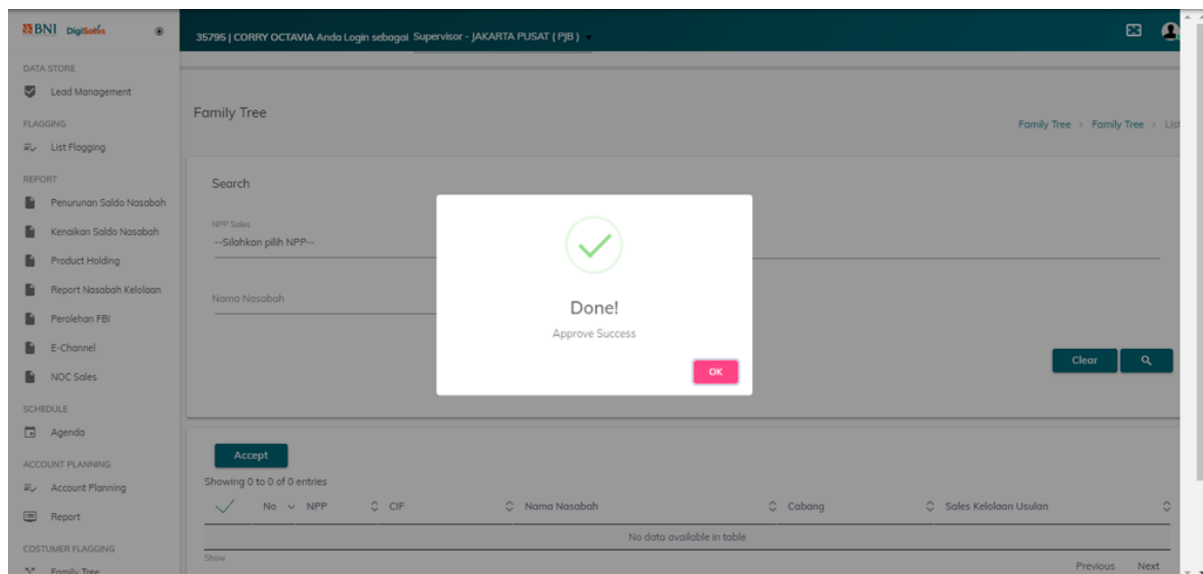 BNI DigiSales
35795 | CORRY OCTAVIA Anda Login sebagai Supervisor - JAKARTA PUSAT ( PJB )
DATA STORE
Lead Management
FLAGGING
List Flagging
REPORT
Penurunan Saldo Nasabah
Kenaikan Saldo Nasabah
Product Holding
Report Nasabah Kelolaan
Perolehan FBI
E-Channel
NOC Sales
SCHEDULE
Agenda
ACCOUNT PLANNING
Account Planning
Report
COSTUMER FLAGGING
Family Tree
Family Tree
Family Tree > Family Tree > List
Search
NPP Sales
--Silahkan pilih NPP--
Nama Nasabah
Clear
Done!
Approve Success
OK
Accept
Showing 0 to 0 of 0 entries
No NPP CIF Nama Nasabah Cabang Sales Kelolaan Usulan
No data available in table
Show
Previous Next